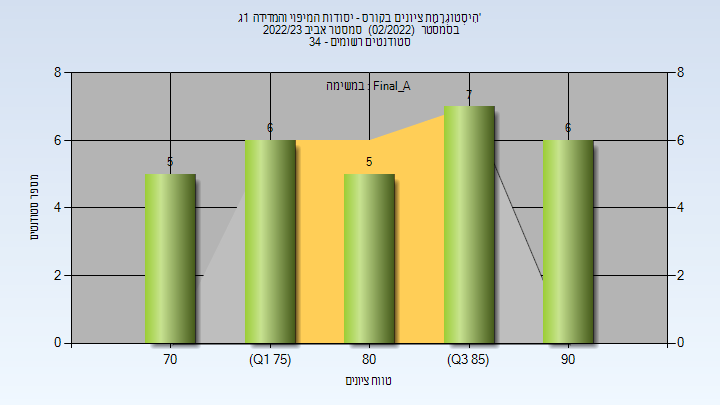 הִיסטוגרָמַת ציונים בקורס - יסודות המיפוי והמדידה 1ג'
בסמסטר (02/2022) סמסטר אביב 2022/23
סטודנטים רשומים - 34
במשימה : Final_A
8 8
7
6 6 6 6
5 5
4 4
2 2
0 0
מספר סטודנטים
70 (Q1 75) 80 (Q3 85) 90
טווח ציונים